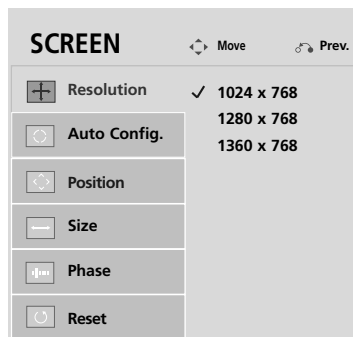 SCREEN Move Prev.
Resolution ✓ 1024 x 768
1280 x 768
1360 x 768
Auto Config.
Position
Size
Phase
Reset